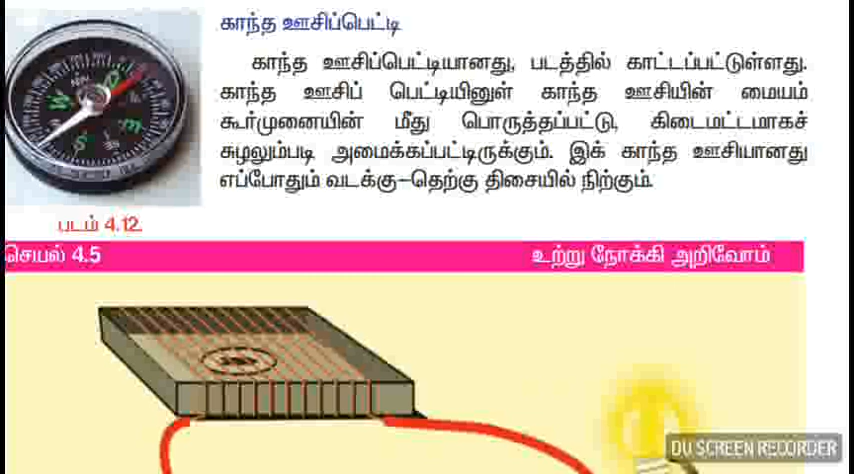 காந்த ஊசிப்பெட்டி
காந்த ஊசிப்பெட்டியானது, படத்தில் காட்டப்பட்டுள்ளது.
காந்த ஊசிப் பெட்டியினுள் காந்த ஊசியின் மையம்
கூர்முனையின் மீது பொருத்தப்பட்டு, கிடைமட்டமாகச்
சுழலும்படி அமைக்கப்பட்டிருக்கும். இக் காந்த ஊசியானது
எப்போதும் வடக்கு-தெற்கு திசையில் நிற்கும்.
படம் 4.12.
செயல் 4.5 உற்று நோக்கி அறிவோம்
DU SCREEN RECORDER